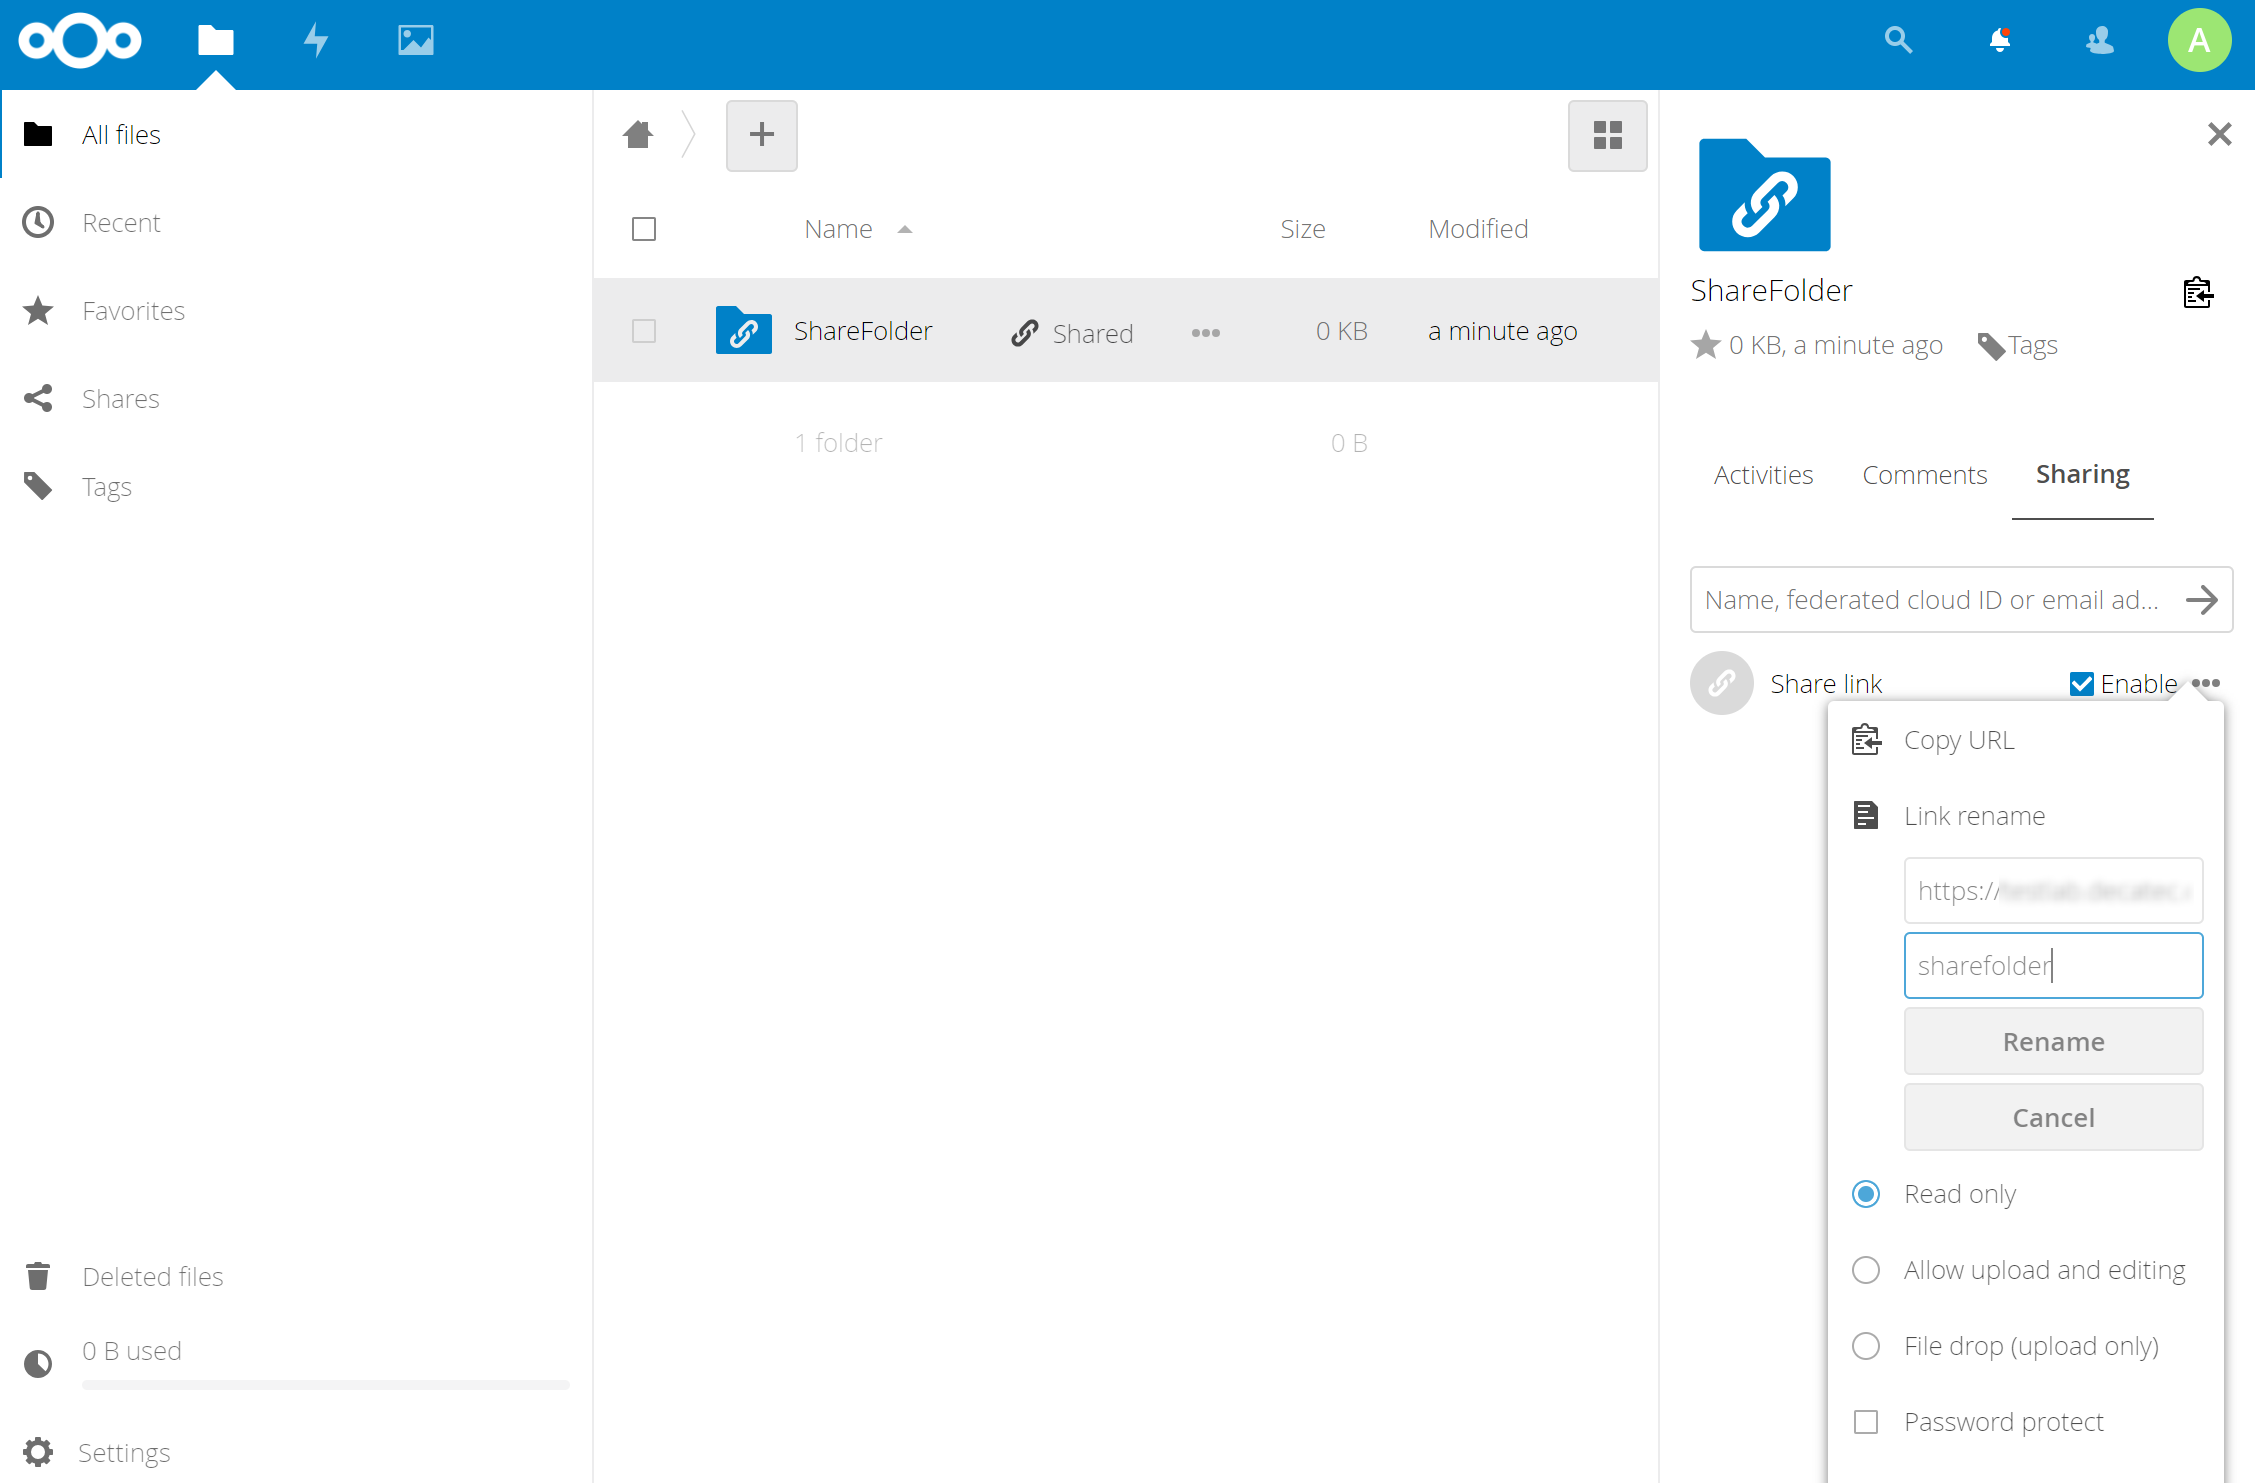 A
All files
Recent
Favorites
Shares
Tags
Deleted files
0 B used
Settings
Name Size Modified
ShareFolder Shared 0 KB a minute ago
1 folder 0 B
ShareFolder
0 KB, a minute ago Tags
Activities Comments Sharing
Name, federated cloud ID or email ad...
Share link Enable
Copy URL
Link rename
https://
sharefolder
Rename
Cancel
Read only
Allow upload and editing
File drop (upload only)
Password protect